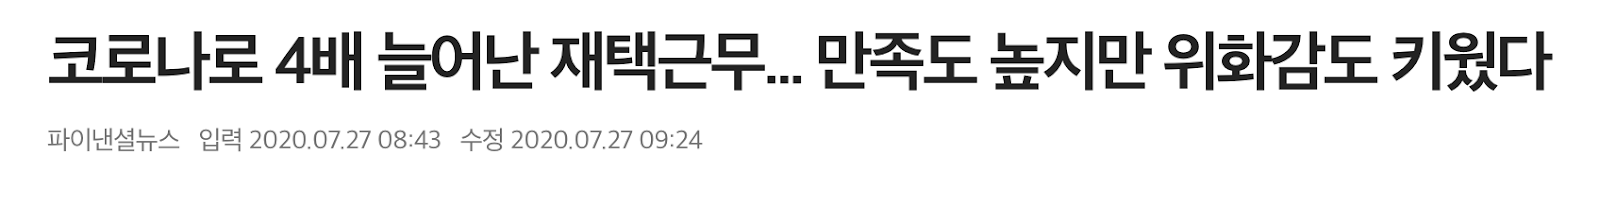 코로나로 4배 늘어난 재택근무... 만족도 높지만 위화감도 키웠다
파이낸셜뉴스 입력 2020.07.27 08:43 수정 2020.07.27 09:24